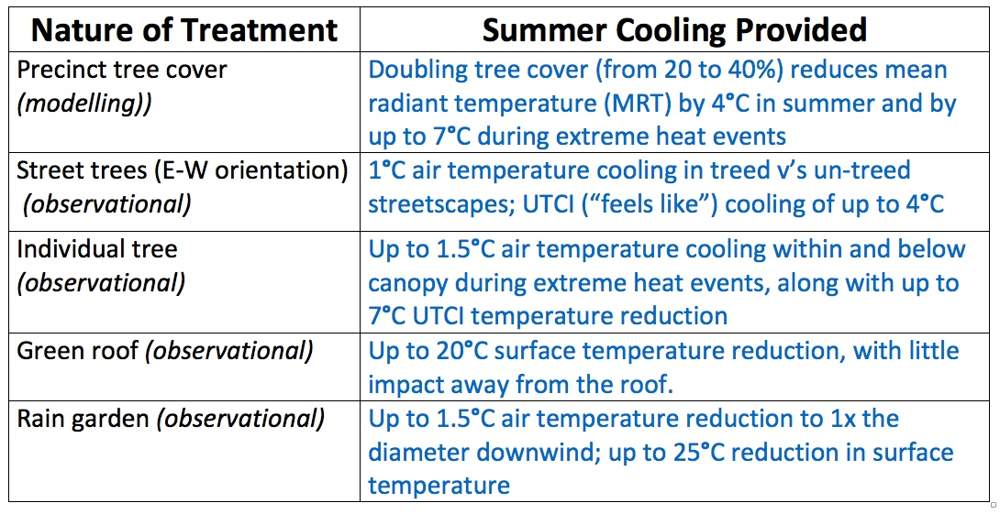 Nature of Treatment
Summer Cooling Provided
Precinct tree cover
(modelling))
Doubling tree cover (from 20 to 40%) reduces mean
radiant temperature (MRT) by 4°C in summer and by
up to 7°C during extreme heat events
Street trees (E-W orientation)
(observational)
1°C air temperature cooling in treed v’s un-treed
streetscapes; UTCI (“feels like”) cooling of up to 4°C
Individual tree
(observational)
Up to 1.5°C air temperature cooling within and below
canopy during extreme heat events, along with up to
7°C UTCI temperature reduction
Green roof (observational)
Up to 20°C surface temperature reduction, with little
impact away from the roof.
Rain garden (observational)
Up to 1.5°C air temperature reduction to 1x the
diameter downwind; up to 25°C reduction in surface
temperature